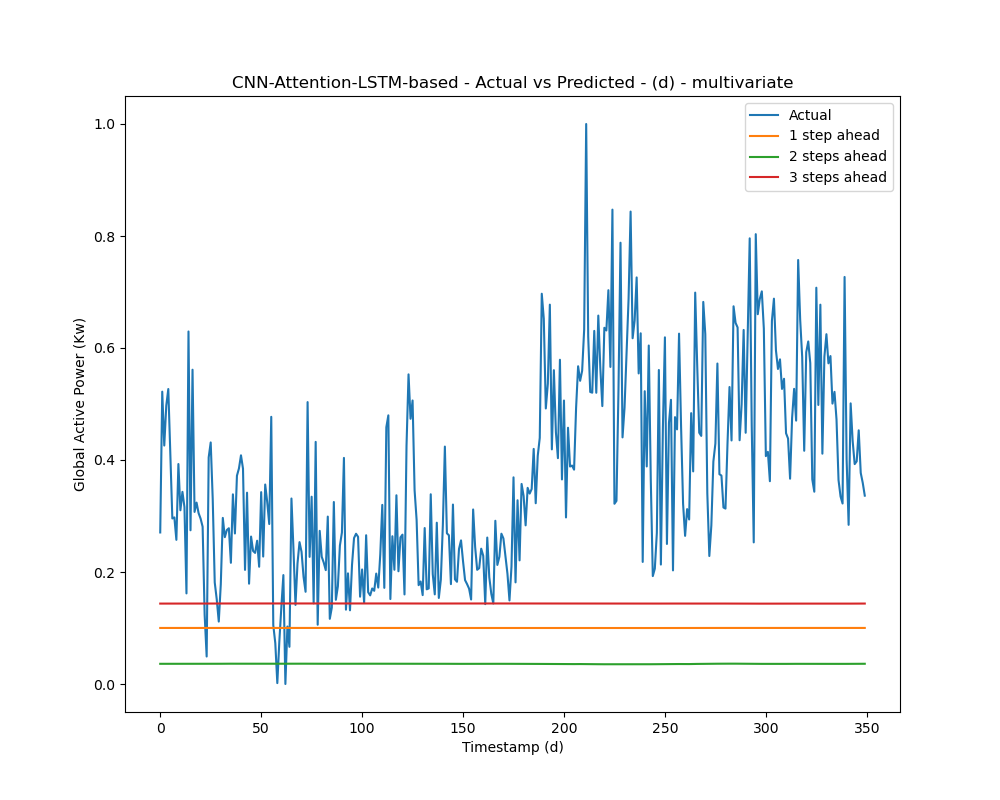 CNN-Attention-LSTM-based - Actual vs Predicted - (d) - multivariate
Actual
1 step ahead
2 steps ahead
3 steps ahead
1.0
0.8
0.6
0.4
0.2
0.0
Global Active Power (Kw)
0 50 100 150 200 250 300 350
Timestamp (d)